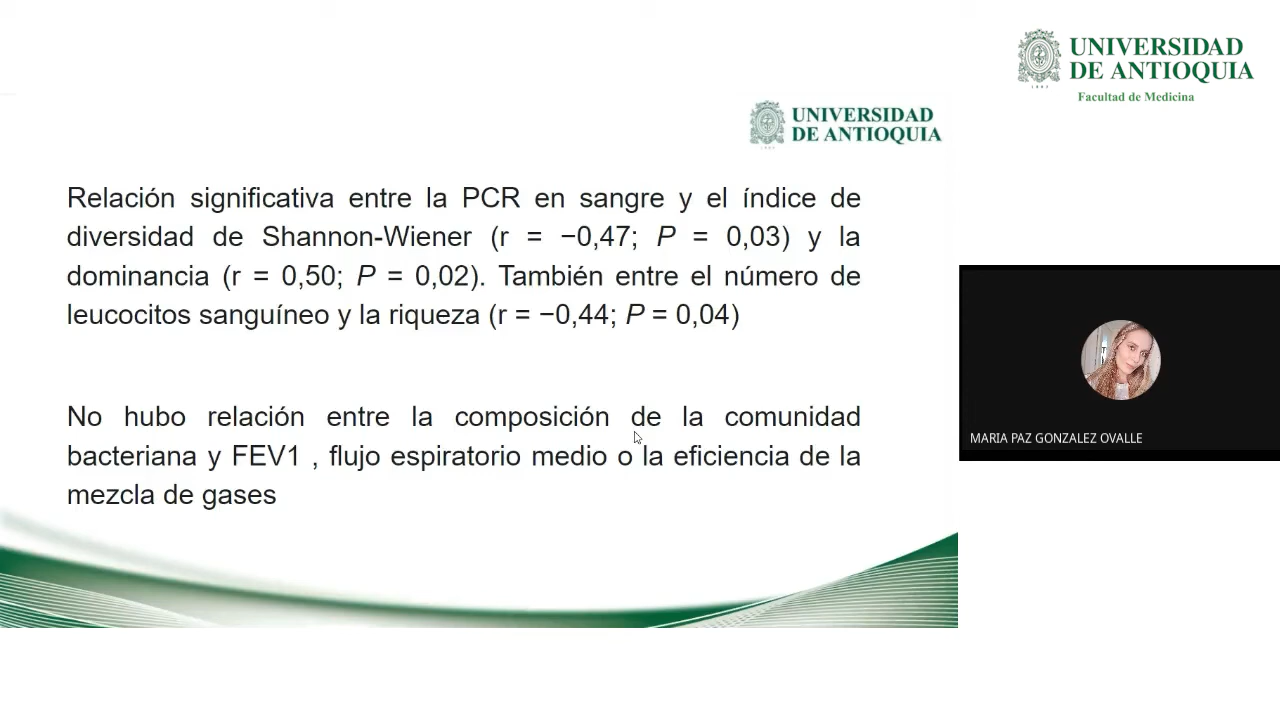 UNIVERSIDAD
DE ANTIOQUIA
Facultad de Medicina
UNIVERSIDAD
DE ANTIOQUIA
Relación significativa entre la PCR en sangre y el índice de
diversidad de Shannon-Wiener (r = −0,47; P = 0,03) y la
dominancia (r = 0,50; P = 0,02). También entre el número de
leucocitos sanguíneo y la riqueza (r = −0,44; P = 0,04)
No hubo relación entre la composición de la comunidad
bacteriana y FEV1 , flujo espiratorio medio o la eficiencia de la
mezcla de gases
MARIA PAZ GONZALEZ OVALLE